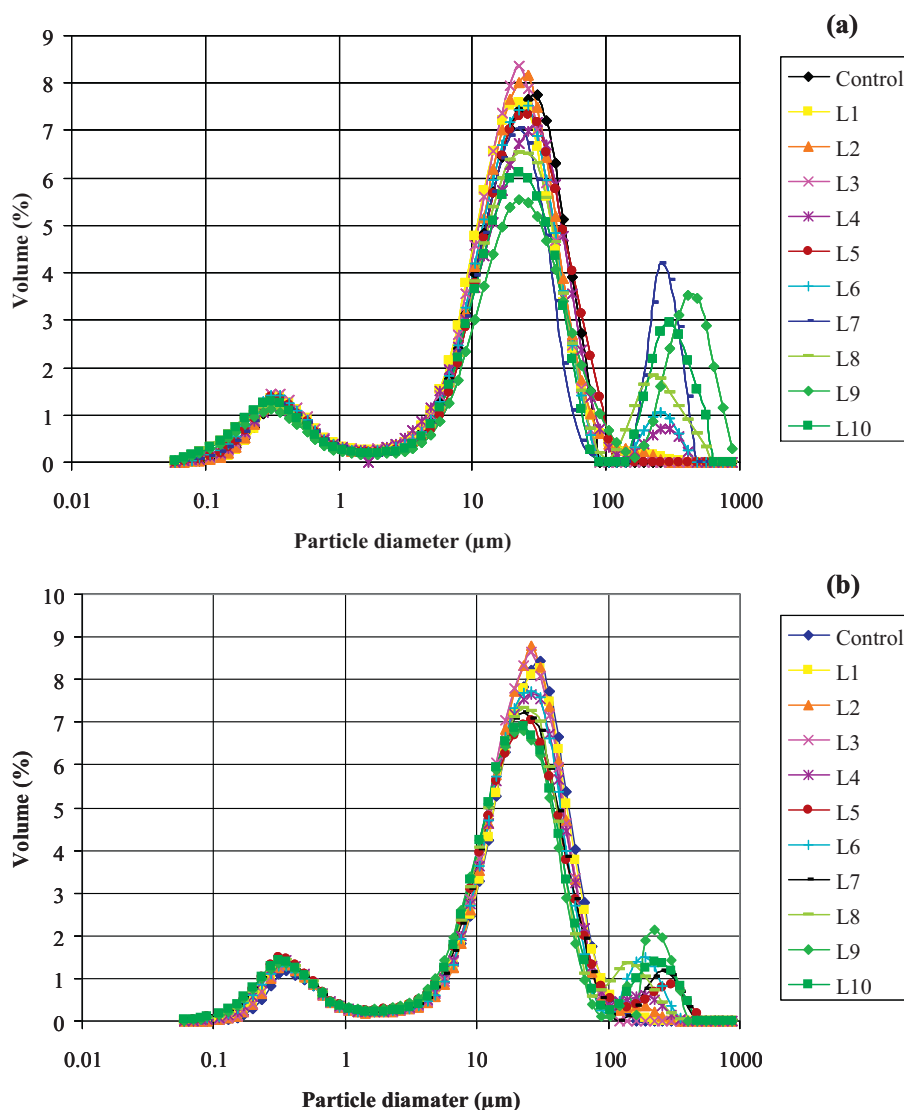 (a)
9
8
7
6
5
4
3
2
1
0
Volume (%)
0.01 0.1 1 10 100 1000
Particle diameter (µm)
Control
L1
L2
L3
L4
L5
L6
L7
L8
L9
L10
(b)
10
9
8
7
6
5
4
3
2
1
0
Volume (%)
0.01 0.1 1 10 100 1000
Particle diamater (µm)
Control
L1
L2
L3
L4
L5
L6
L7
L8
L9
L10